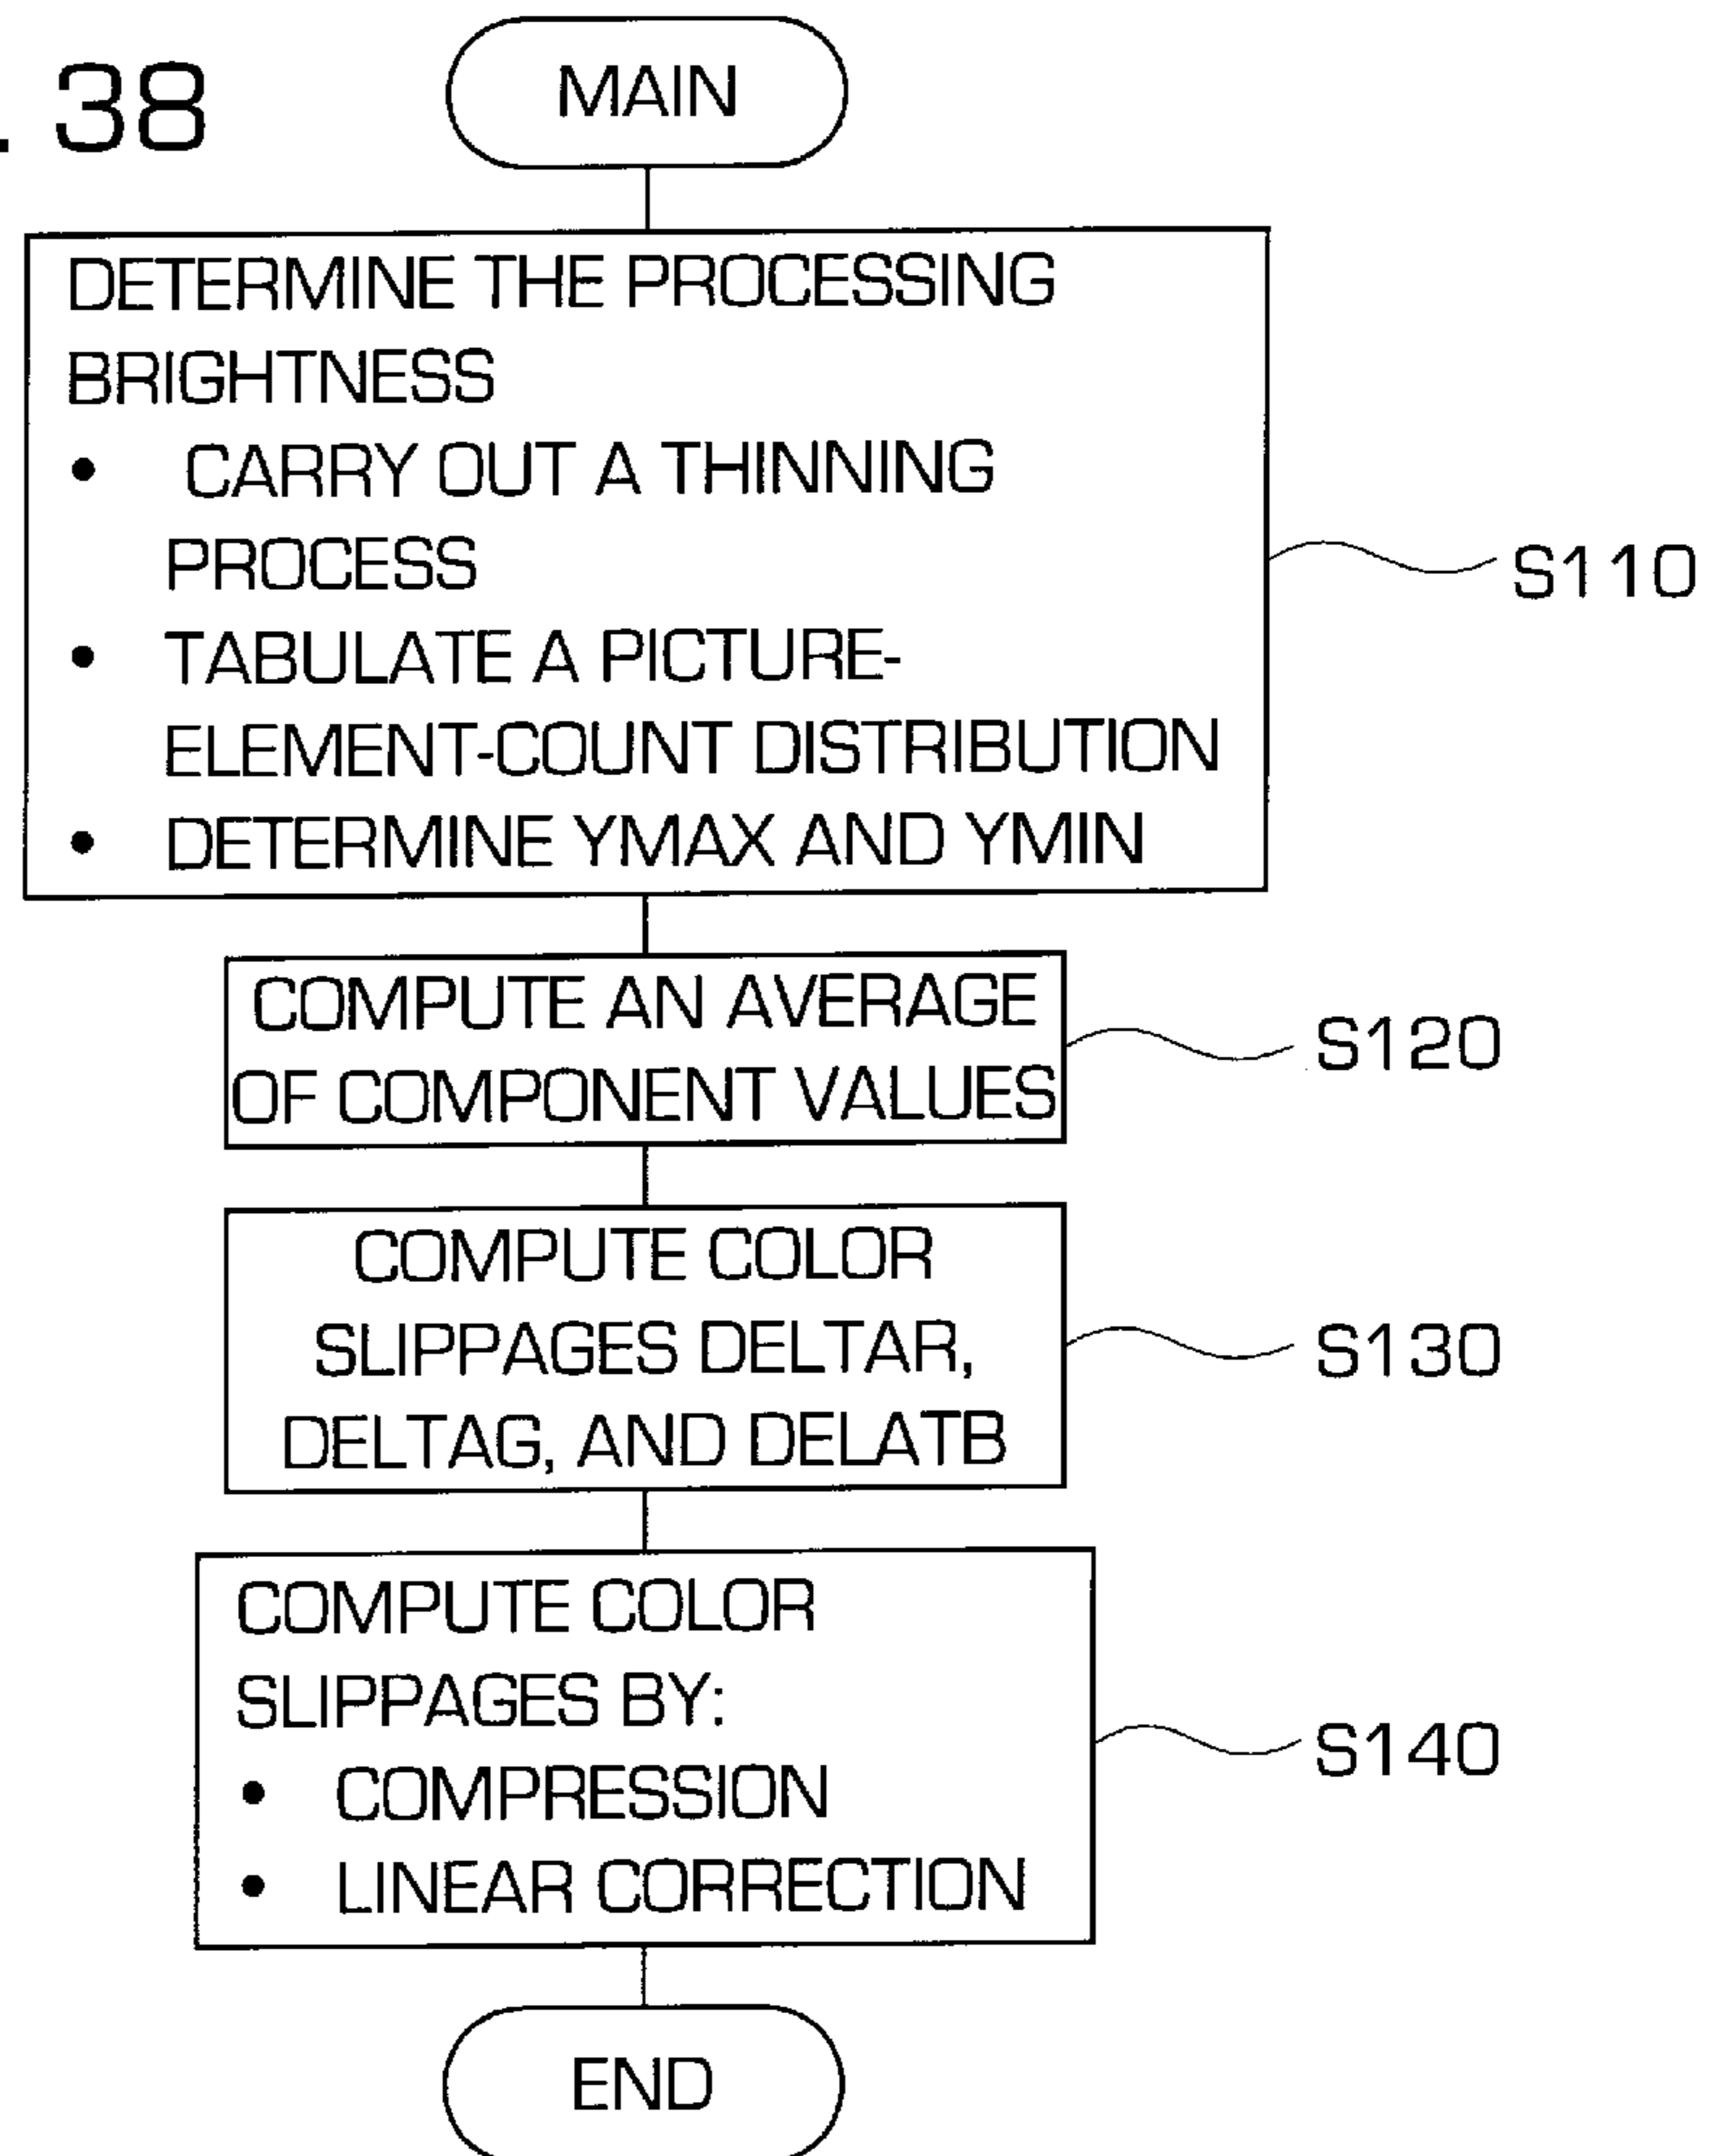 . 38
MAIN
DETERMINE THE PROCESSING
BRIGHTNESS
• CARRY OUT A THINNING
PROCESS
• TABULATE A PICTURE-
ELEMENT-COUNT DISTRIBUTION
• DETERMINE YMAX AND YMIN
S110
COMPUTE AN AVERAGE
OF COMPONENT VALUES
S120
COMPUTE COLOR
SLIPPAGES DELTAR,
DELTAG, AND DELATB
S130
COMPUTE COLOR
SLIPPAGES BY:
• COMPRESSION
• LINEAR CORRECTION
S140
END